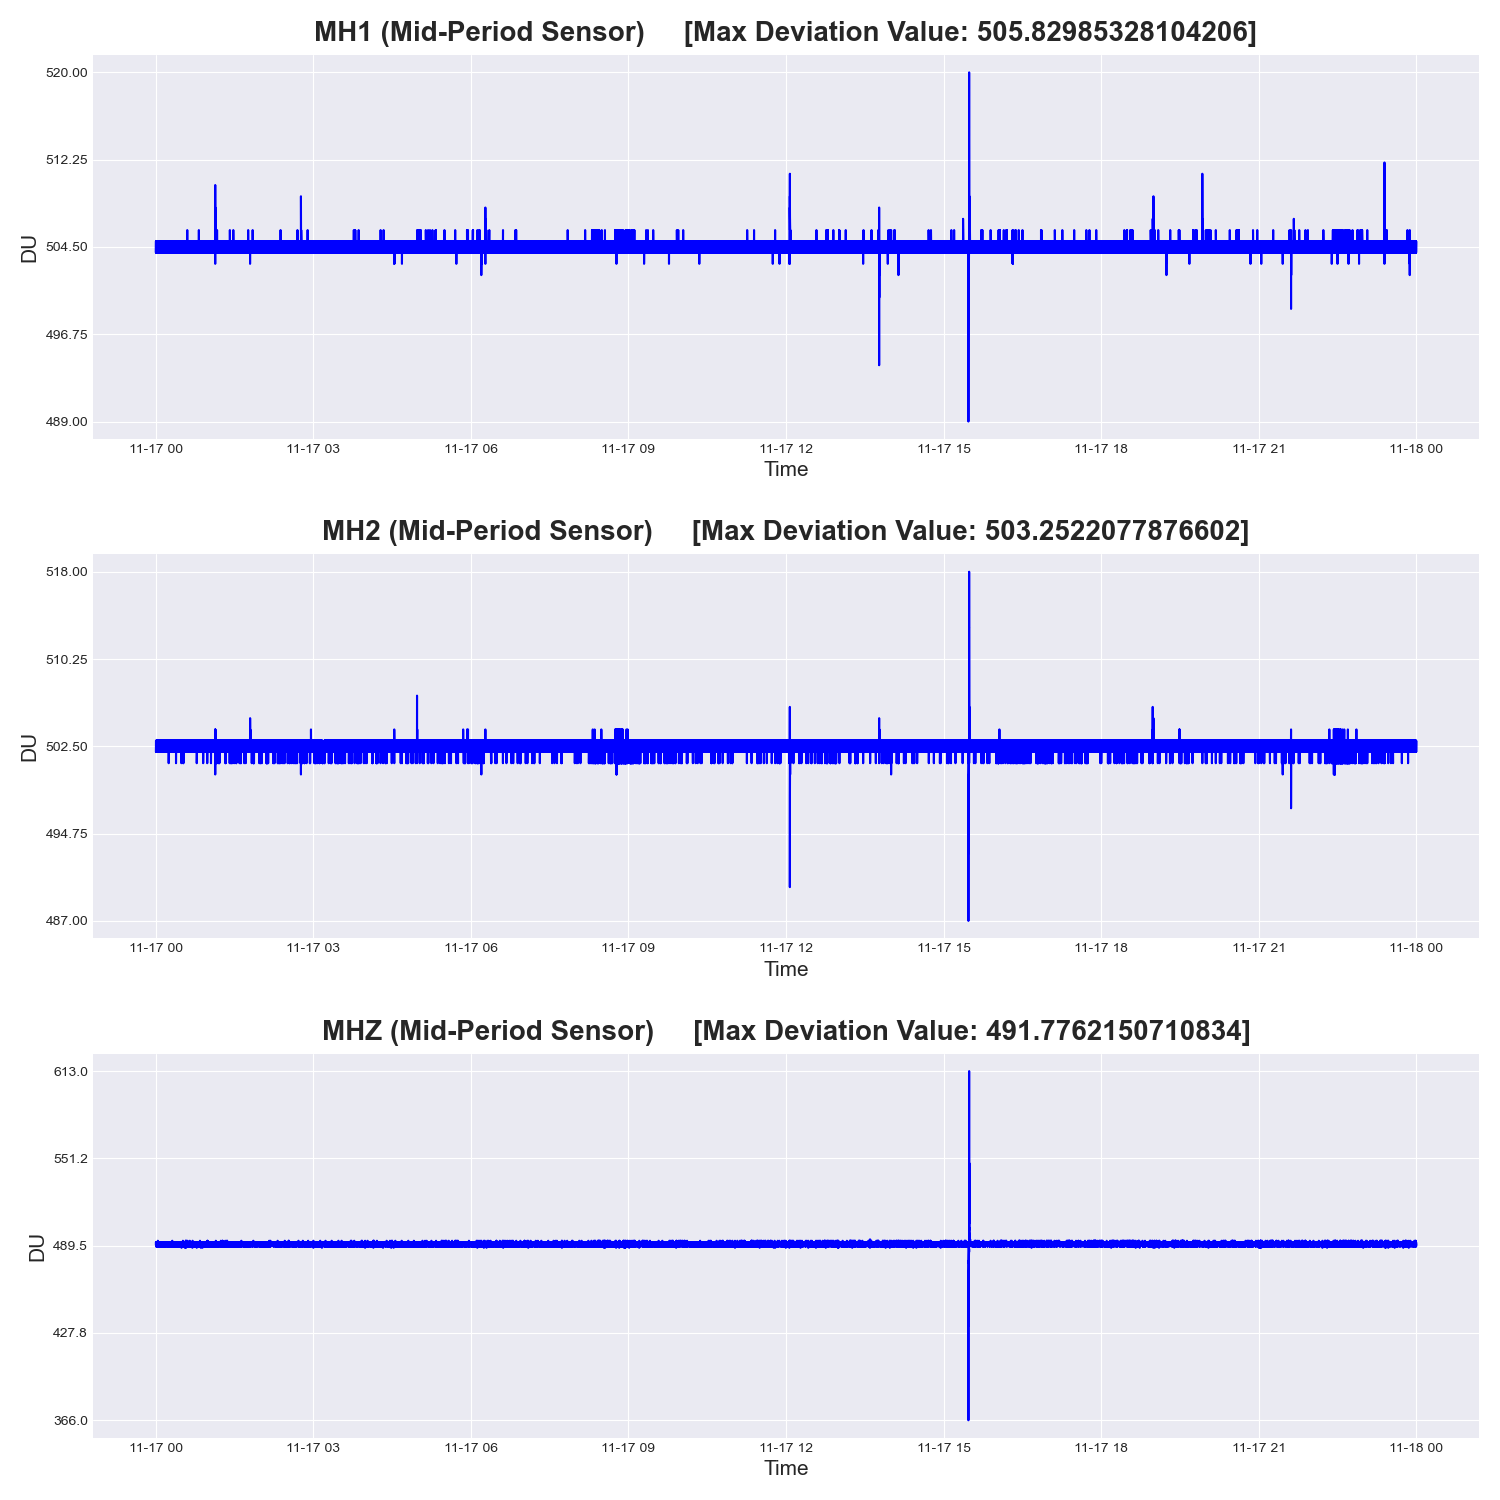 MH1 (Mid-Period Sensor) [Max Deviation Value: 505.82985328104206]
520.00
512.25
504.50
496.75
489.00
DU
11-17 00 11-17 03 11-17 06 11-17 09 11-17 12 11-17 15 11-17 18 11-17 21 11-18 00
Time
MH2 (Mid-Period Sensor) [Max Deviation Value: 503.2522077876602]
518.00
510.25
502.50
494.75
487.00
DU
11-17 00 11-17 03 11-17 06 11-17 09 11-17 12 11-17 15 11-17 18 11-17 21 11-18 00
Time
MHZ (Mid-Period Sensor) [Max Deviation Value: 491.7762150710834]
613.0
551.2
489.5
427.8
366.0
DU
11-17 00 11-17 03 11-17 06 11-17 09 11-17 12 11-17 15 11-17 18 11-17 21 11-18 00
Time